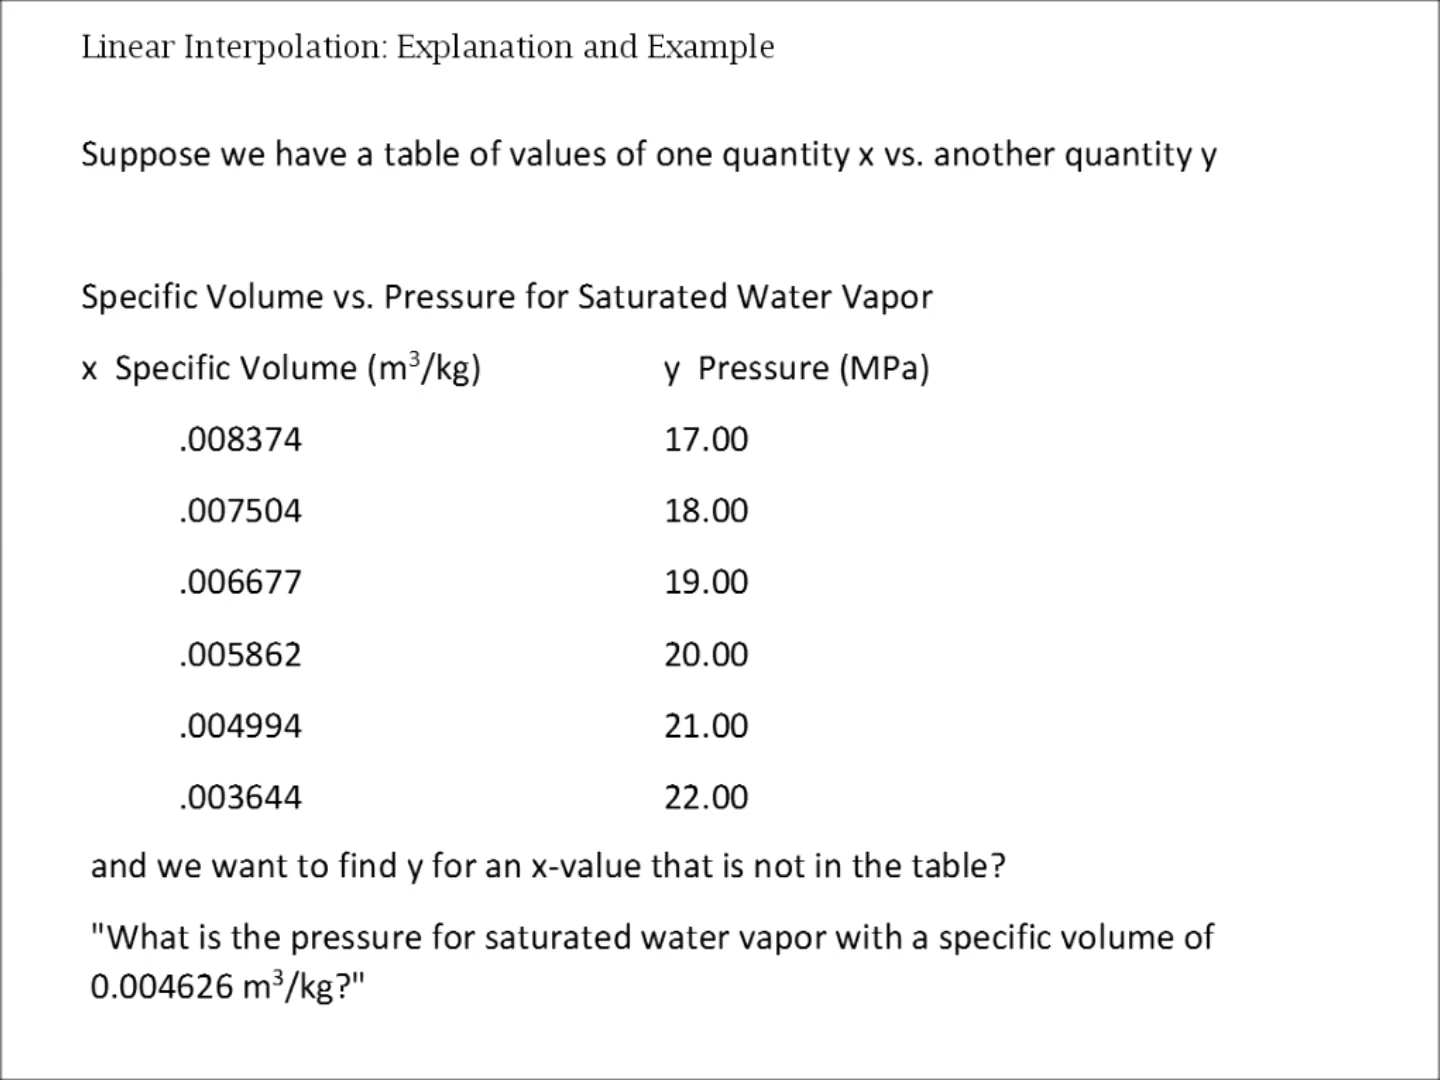 Linear Interpolation: Explanation and Example
Suppose we have a table of values of one quantity x vs. another quantity y
Specific Volume vs. Pressure for Saturated Water Vapor
x Specific Volume (m³/kg) y Pressure (MPa)
.008374 17.00
.007504 18.00
.006677 19.00
.005862 20.00
.004994 21.00
.003644 22.00
and we want to find y for an x-value that is not in the table?
"What is the pressure for saturated water vapor with a specific volume of
0.004626 m³/kg?"